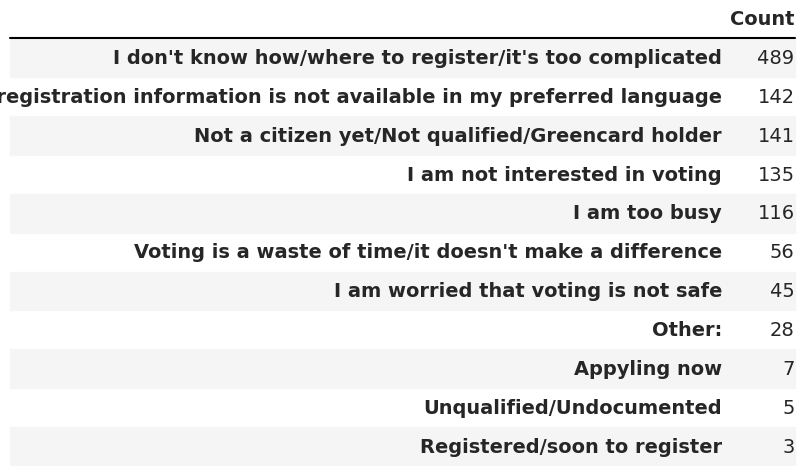 Count
I don't know how/where to register/it's too complicated 489
registration information is not available in my preferred language 142
Not a citizen yet/Not qualified/Greencard holder 141
I am not interested in voting 135
I am too busy 116
Voting is a waste of time/it doesn't make a difference 56
I am worried that voting is not safe 45
Other: 28
Appyling now 7
Unqualified/Undocumented 5
Registered/soon to register 3